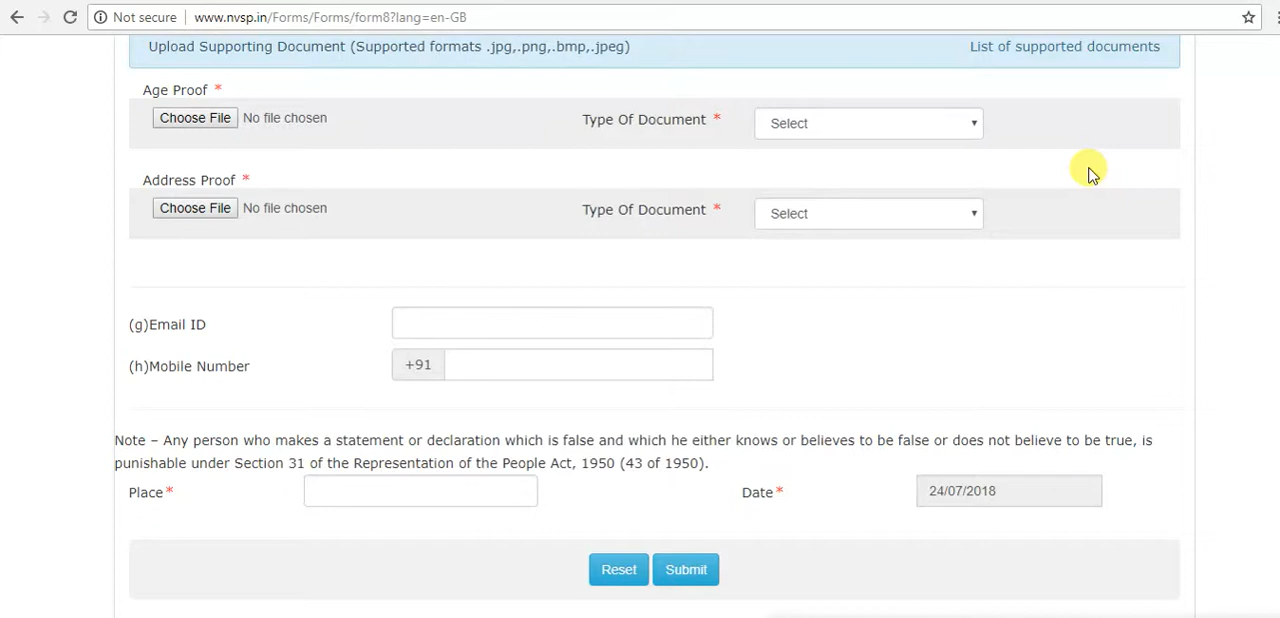 Not secure | www.nvsp.in/Forms/Forms/form8?lang=en-GB
Upload Supporting Document (Supported formats .jpg,.png,.bmp,.jpeg) List of supported documents
Age Proof *
Choose File No file chosen Type Of Document * Select
Address Proof *
Choose File No file chosen Type Of Document * Select
(g)Email ID
(h)Mobile Number +91
Note – Any person who makes a statement or declaration which is false and which he either knows or believes to be false or does not believe to be true, is
punishable under Section 31 of the Representation of the People Act, 1950 (43 of 1950).
Place* Date* 24/07/2018
Reset Submit